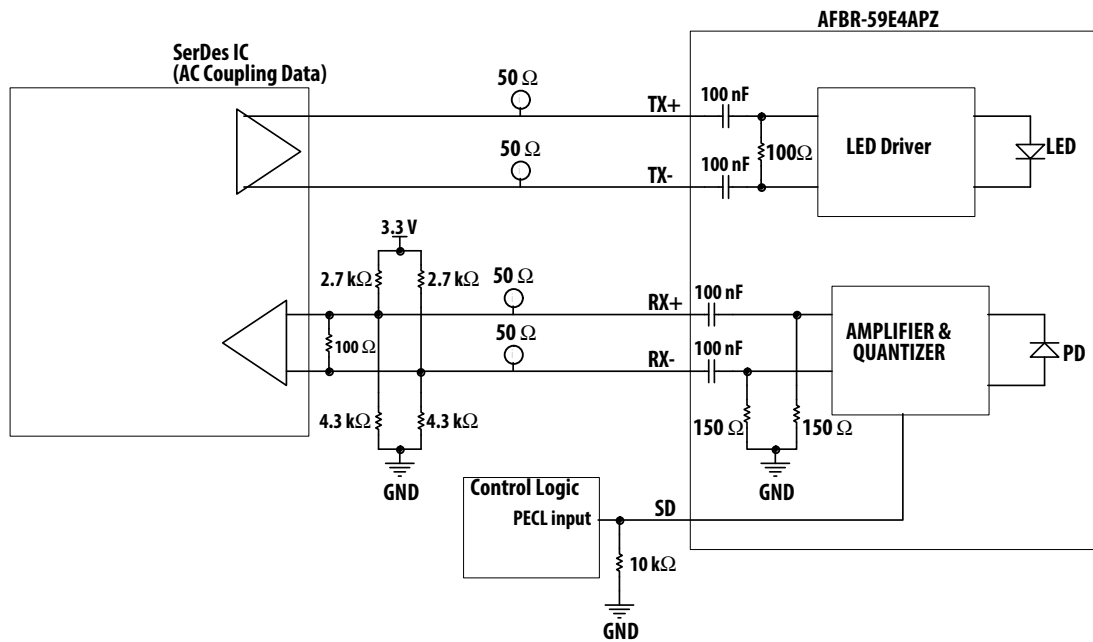 AFBR-59E4APZ
SerDes IC
(AC Coupling Data)
50 Ω
TX+
100 nF
LED Driver
LED
100Ω
50 Ω
TX-
100 nF
3.3 V
2.7 kΩ
2.7 kΩ
50 Ω
RX+
100 nF
AMPLIFIER &
QUANTIZER
PD
100 Ω
50 Ω
RX-
100 nF
4.3 kΩ
4.3 kΩ
150 Ω
150 Ω
GND
GND
Control Logic
PECL input
SD
10 kΩ
GND